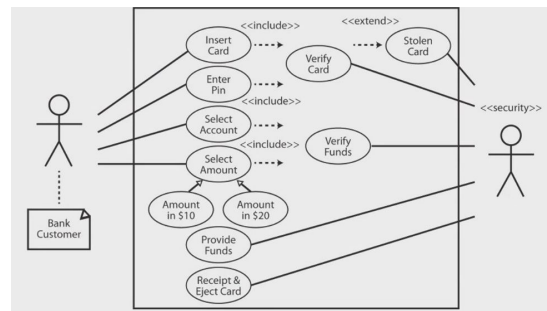 <<include>>
<<extend>>
Insert
Card
Stolen
Card
Verify
Card
Enter
Pin
<<include>>
<<security>>
Select
Account
<<include>>
Verify
Funds
Select
Amount
Amount
in $10
Amount
in $20
Bank
Customer
Provide
Funds
Receipt &
Eject Card